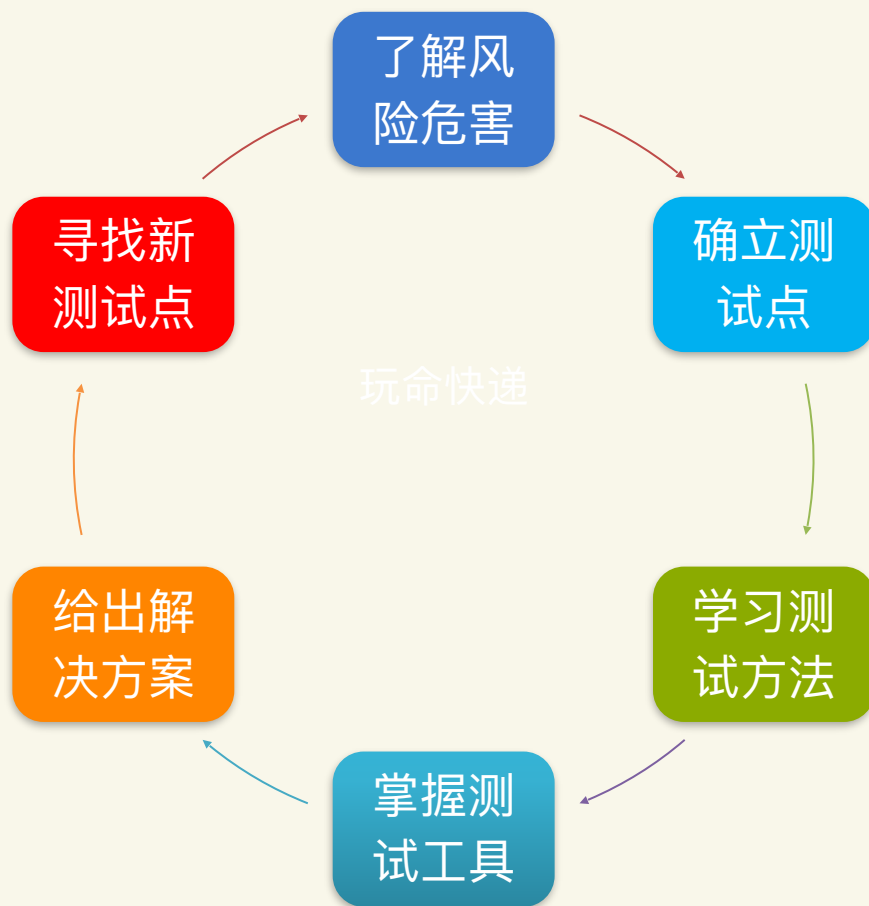 了解风
险危害
确立测
试点
学习测
试方法
掌握测
试工具
给出解
决方案
寻找新
测试点
玩命快递